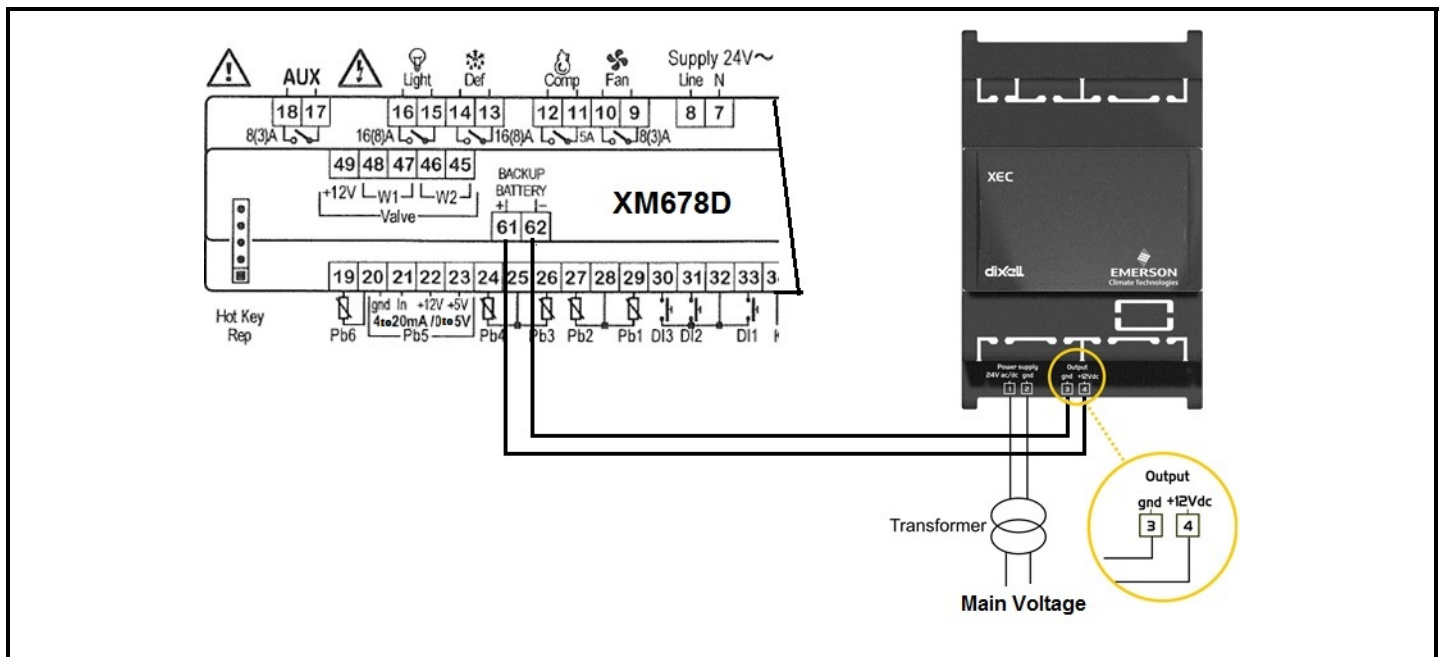 AUX Light Def Comp Fan Supply 24V~
Line N
18 17 16 15 14 13 12 11 10 9 8 7
8(3)A 16(8)A 16(8)A 5A 8(3)A
49 48 47 46 45
+12V W1 W2
Valve
BACKUP
BATTERY
+ -
61 62
XM678D
19 20 21 22 23 24 25 26 27 28 29 30 31 32 33
gnd In +12V +5V
4to20mA /0to5V
Pb6 Pb5 Pb4 Pb3 Pb2 Pb1 DI3 DI2 DI1
Hot Key
Rep
XEC
dixell
EMERSON
Climate Technologies
Power supply
24V ac/dc gnd
1 2
Output
gnd +12Vdc
3 4
Transformer
Main Voltage
Output
gnd +12Vdc
3 4